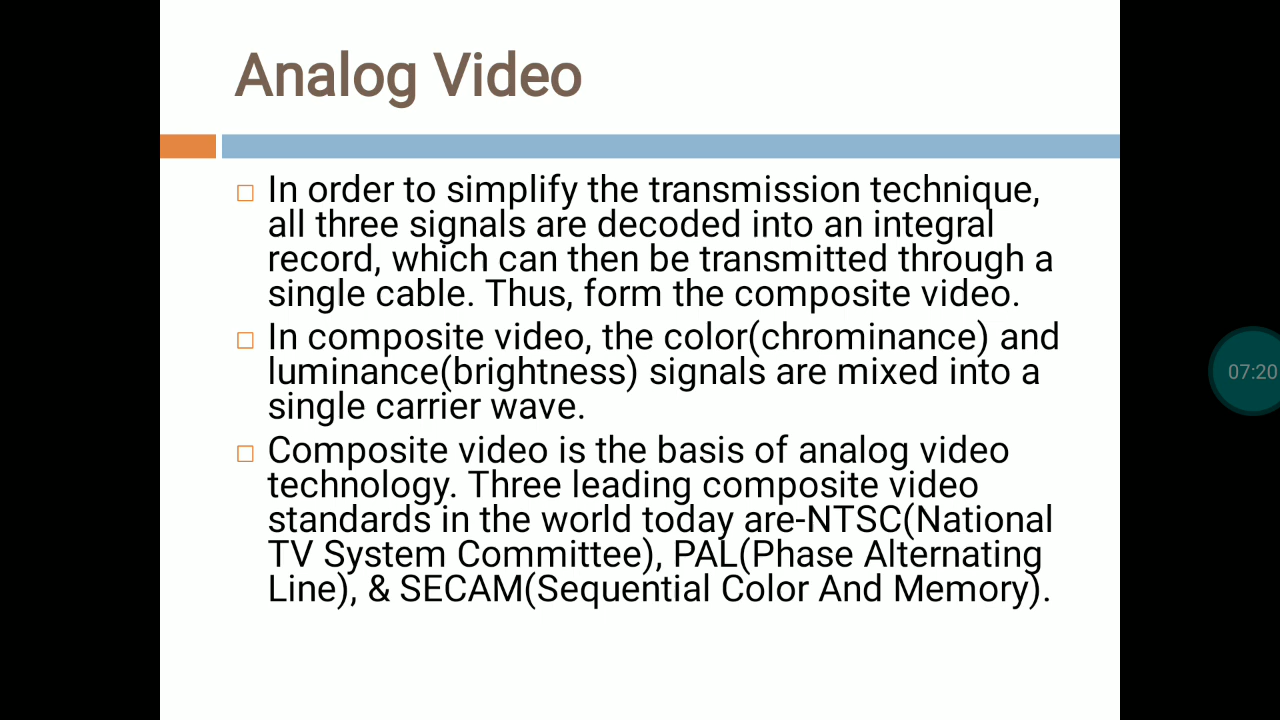 Analog Video
In order to simplify the transmission technique,
all three signals are decoded into an integral
record, which can then be transmitted through a
single cable. Thus, form the composite video.
In composite video, the color(chrominance) and
luminance(brightness) signals are mixed into a
single carrier wave.
Composite video is the basis of analog video
technology. Three leading composite video
standards in the world today are-NTSC(National
TV System Committee), PAL(Phase Alternating
Line), & SECAM(Sequential Color And Memory).
07:20